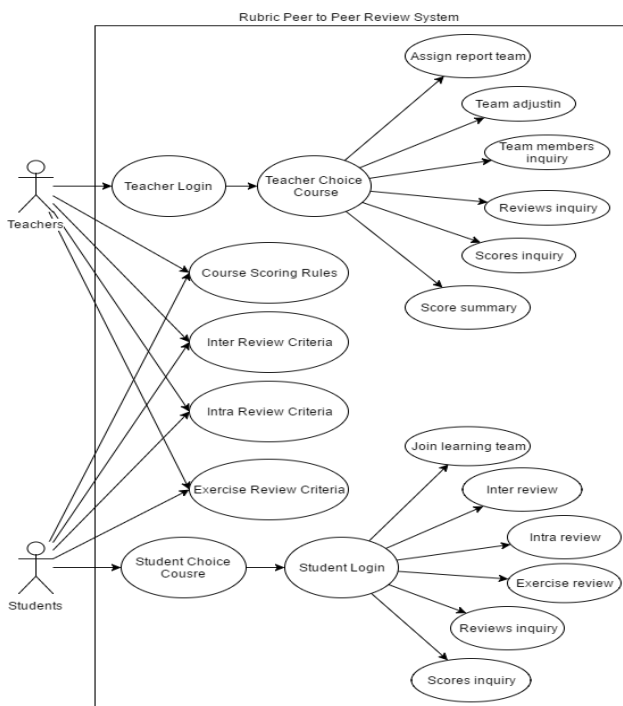 Rubric Peer to Peer Review System
Assign report team
Team adjustin
Team members
inquiry
Teachers
Teacher Login
Teacher Choice
Course
Reviews inquiry
Scores inquiry
Score summary
Course Scoring Rules
Inter Review Criteria
Intra Review Criteria
Exercise Review Criteria
Join learning team
Inter review
Intra review
Students
Student Choice
Cousre
Student Login
Exercise review
Reviews inquiry
Scores inquiry